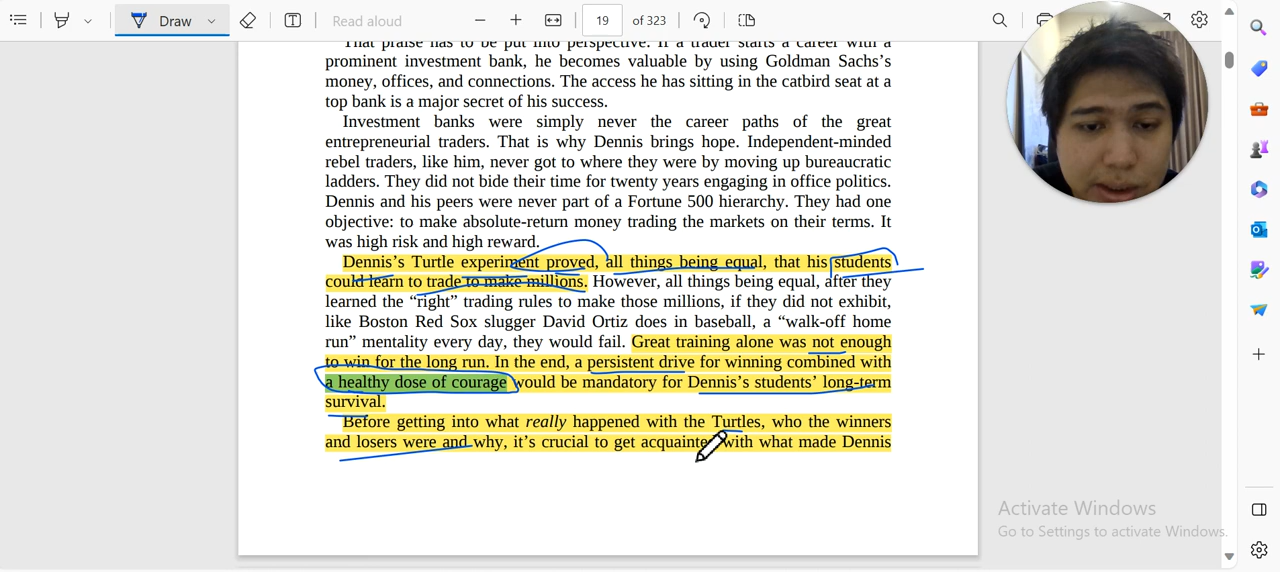 Draw
Read aloud
19
of 323
That praise has to be put into perspective. If a trader starts a career with a
prominent investment bank, he becomes valuable by using Goldman Sachs’s
money, offices, and connections. The access he has sitting in the catbird seat at a
top bank is a major secret of his success.
Investment banks were simply never the career paths of the great
entrepreneurial traders. That is why Dennis brings hope. Independent-minded
rebel traders, like him, never got to where they were by moving up bureaucratic
ladders. They did not bide their time for twenty years engaging in office politics.
Dennis and his peers were never part of a Fortune 500 hierarchy. They had one
objective: to make absolute-return money trading the markets on their terms. It
was high risk and high reward.
Dennis’s Turtle experiment proved, all things being equal, that his students
could learn to trade to make millions. However, all things being equal, after they
learned the “right” trading rules to make those millions, if they did not exhibit,
like Boston Red Sox slugger David Ortiz does in baseball, a “walk-off home
run” mentality every day, they would fail. Great training alone was not enough
to win for the long run. In the end, a persistent drive for winning combined with
a healthy dose of courage would be mandatory for Dennis’s students’ long-term
survival.
Before getting into what really happened with the Turtles, who the winners
and losers were and why, it’s crucial to get acquainted with what made Dennis
Activate Windows
Go to Settings to activate Windows.